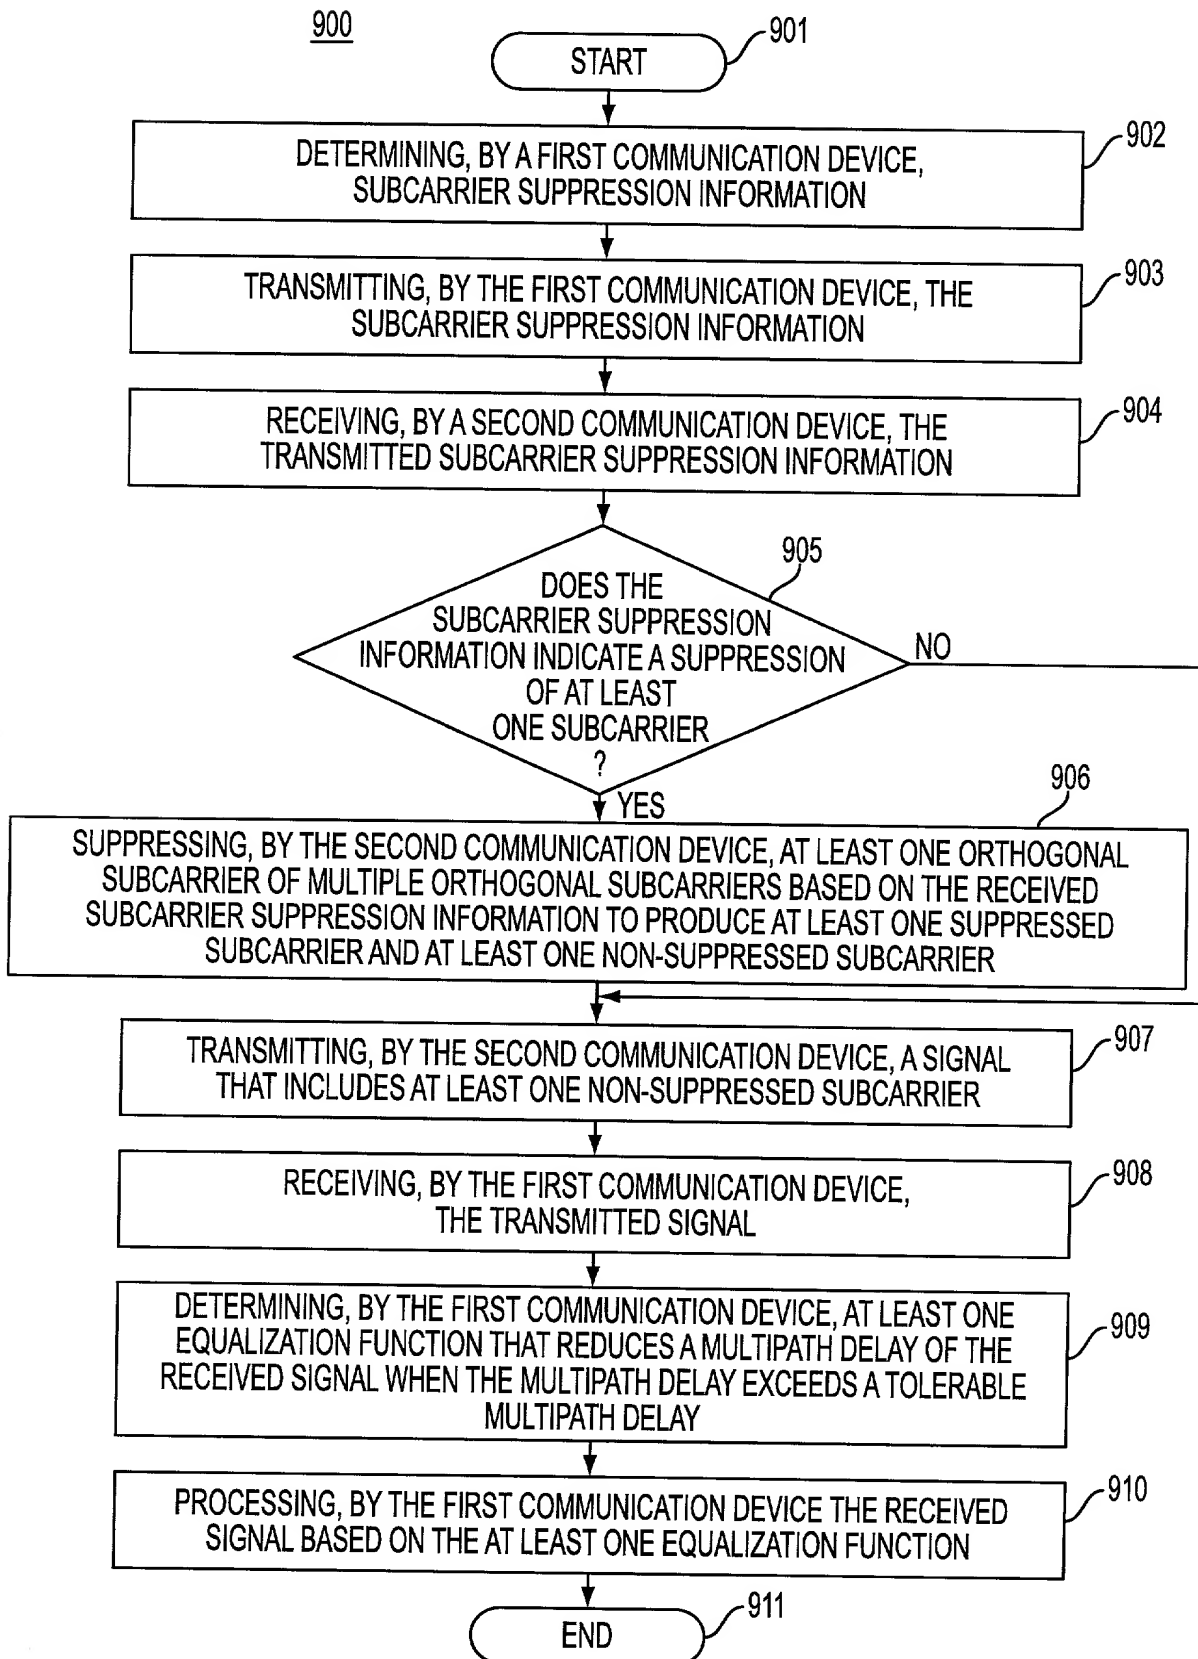 900
START
901
DETERMINING, BY A FIRST COMMUNICATION DEVICE,
SUBCARRIER SUPPRESSION INFORMATION
902
TRANSMITTING, BY THE FIRST COMMUNICATION DEVICE, THE
SUBCARRIER SUPPRESSION INFORMATION
903
RECEIVING, BY A SECOND COMMUNICATION DEVICE, THE
TRANSMITTED SUBCARRIER SUPPRESSION INFORMATION
904
DOES THE
SUBCARRIER SUPPRESSION
INFORMATION INDICATE A SUPPRESSION
OF AT LEAST
ONE SUBCARRIER
?
905
NO
YES
906
SUPPRESSING, BY THE SECOND COMMUNICATION DEVICE, AT LEAST ONE ORTHOGONAL
SUBCARRIER OF MULTIPLE ORTHOGONAL SUBCARRIERS BASED ON THE RECEIVED
SUBCARRIER SUPPRESSION INFORMATION TO PRODUCE AT LEAST ONE SUPPRESSED
SUBCARRIER AND AT LEAST ONE NON-SUPPRESSED SUBCARRIER
TRANSMITTING, BY THE SECOND COMMUNICATION DEVICE, A SIGNAL
THAT INCLUDES AT LEAST ONE NON-SUPPRESSED SUBCARRIER
907
RECEIVING, BY THE FIRST COMMUNICATION DEVICE,
THE TRANSMITTED SIGNAL
908
DETERMINING, BY THE FIRST COMMUNICATION DEVICE, AT LEAST ONE
EQUALIZATION FUNCTION THAT REDUCES A MULTIPATH DELAY OF THE
RECEIVED SIGNAL WHEN THE MULTIPATH DELAY EXCEEDS A TOLERABLE
MULTIPATH DELAY
909
PROCESSING, BY THE FIRST COMMUNICATION DEVICE THE RECEIVED
SIGNAL BASED ON THE AT LEAST ONE EQUALIZATION FUNCTION
910
END
911